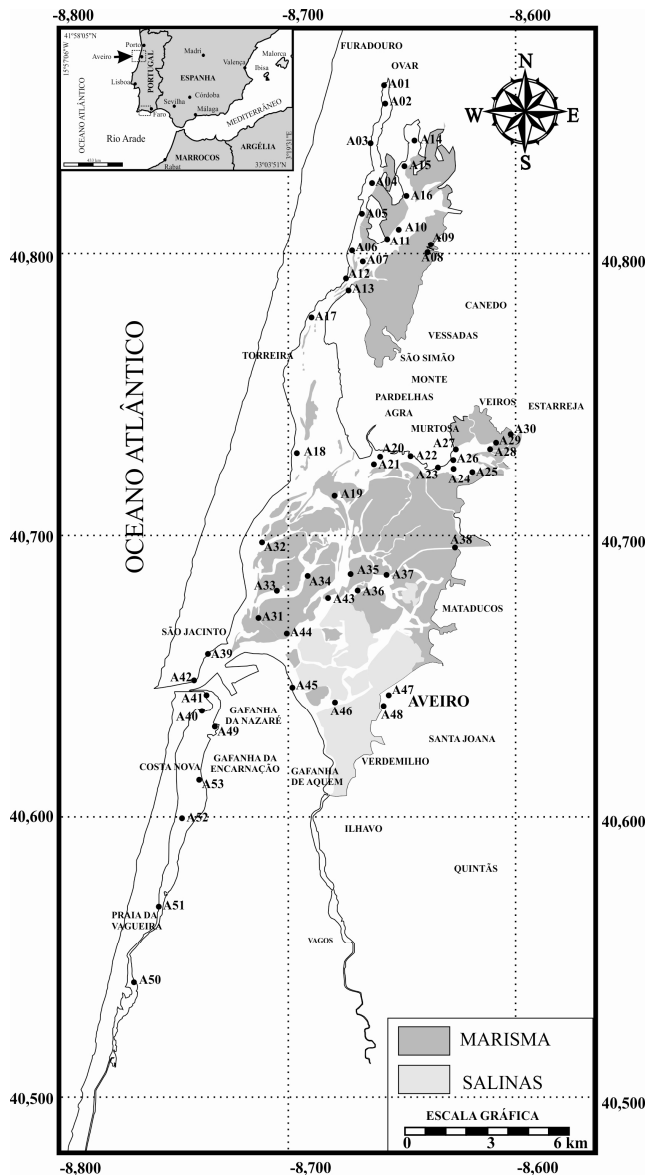 -8,800
-8,700
-8,600
41°58'05"N
15°57'06"W
Porto
Aveiro
Madri
Valença
Malorca
Ibisa
PORTUGAL
ESPANHA
Lisboa
Córdoba
Sevilha
Málaga
Faro
MEDITERRÂNEO
OCEANO ATLÂNTICO
Rio Arade
MARROCOS
ARGÉLIA
Rabat
33°03'51"N
FURADOURO
OVAR
N
W
E
S
A01
A02
A03
A14
A15
A04
A16
A05
A10
A11
A09
A06
A08
A07
40,800
40,800
A12
A13
A17
CANEDO
VESSADAS
TORREIRA
SÃO SIMÃO
MONTE
PARDELHAS
AGRA
VEIROS
ESTARREJA
MURTOSA
A30
A29
A27
A28
A20
A22
A26
A18
A21
A23
A24
A25
A19
OCEANO ATLÂNTICO
40,700
40,700
A32
A38
A35
A37
A34
A33
A36
A43
MATADUCOS
A31
SÃO JACINTO
A44
A39
A42
A45
A47
A41
AVEIRO
A40
GAFANHA
DA NAZARÉ
A46
A48
A49
SANTA JOANA
COSTA NOVA
GAFANHA DA
ENCARNAÇÃO
GAFANHA
DE AQUEM
VERDEMILHO
A53
40,600
40,600
A52
ILHAVO
QUINTÃS
A51
PRAIA DA
VAGUEIRA
VAGOS
A50
MARISMA
SALINAS
ESCALA GRÁFICA
0 3 6 km
40,500
40,500
-8,800
-8,700
-8,600